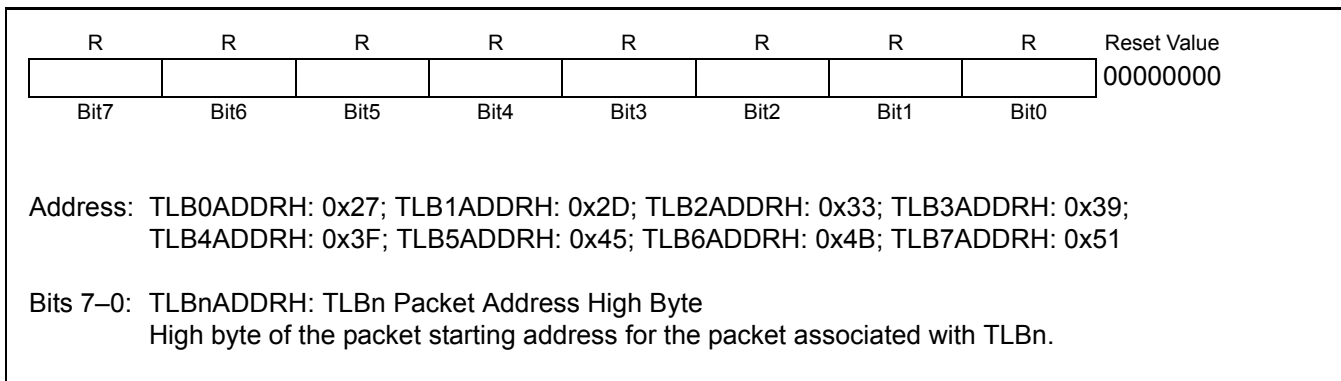 R R R R R R R R Reset Value
00000000
Bit7 Bit6 Bit5 Bit4 Bit3 Bit2 Bit1 Bit0
Address: TLB0ADDRH: 0x27; TLB1ADDRH: 0x2D; TLB2ADDRH: 0x33; TLB3ADDRH: 0x39;
TLB4ADDRH: 0x3F; TLB5ADDRH: 0x45; TLB6ADDRH: 0x4B; TLB7ADDRH: 0x51
Bits 7–0: TLBnADDRH: TLBn Packet Address High Byte
High byte of the packet starting address for the packet associated with TLBn.